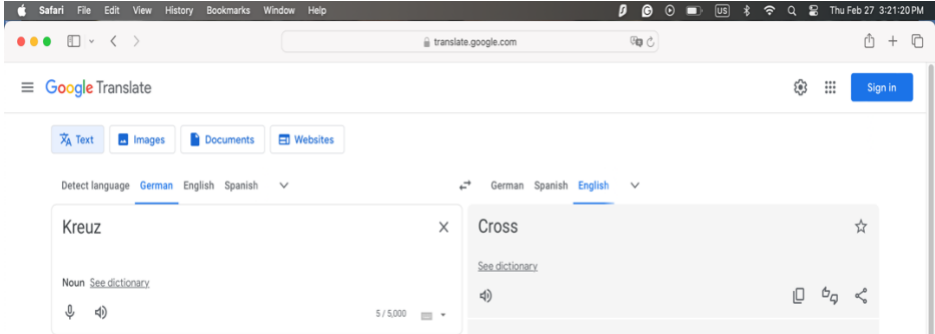 Safari File Edit View History Bookmarks Window Help US Thu Feb 27 3:21:20 PM
translate.google.com
Google Translate Sign in
Text Images Documents Websites
Detect language German English Spanish German Spanish English
Kreuz Cross
See dictionary
Noun See dictionary
5 / 5,000